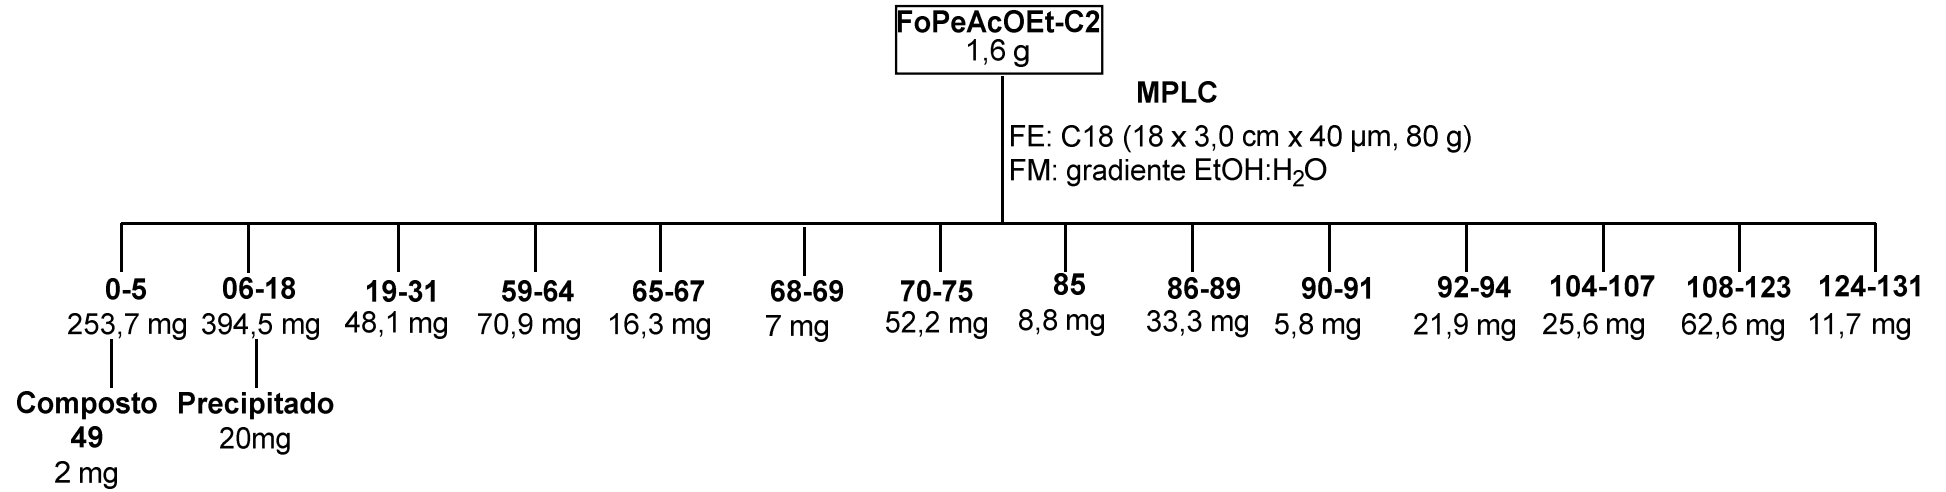 FoPeAcOEt-C2
1,6 g
MPLC
FE: C18 (18 x 3,0 cm x 40 µm, 80 g)
FM: gradiente EtOH:H₂O
0-5 06-18 19-31 59-64 65-67 68-69 70-75 85 86-89 90-91 92-94 104-107 108-123 124-131
253,7 mg 394,5 mg 48,1 mg 70,9 mg 16,3 mg 7 mg 52,2 mg 8,8 mg 33,3 mg 5,8 mg 21,9 mg 25,6 mg 62,6 mg 11,7 mg
Composto Precipitado
49 20mg
2 mg